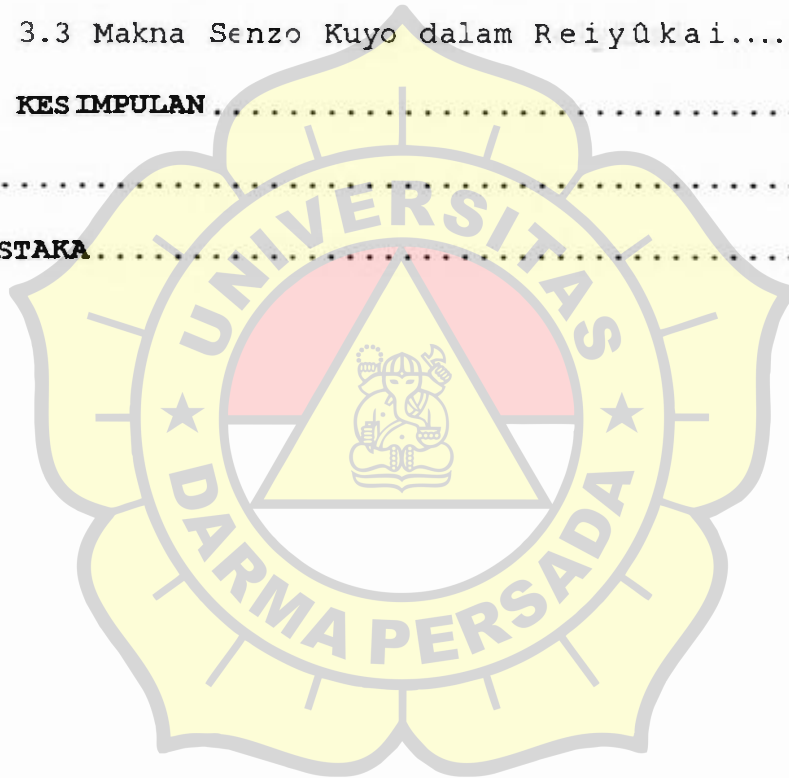 3.3 Makna Senzo Kuyo dalam Reiyûkai....
KESIMPULAN.............................
........................................
STAKA...................................
UNIVERSITAS
DARMA PERSADA